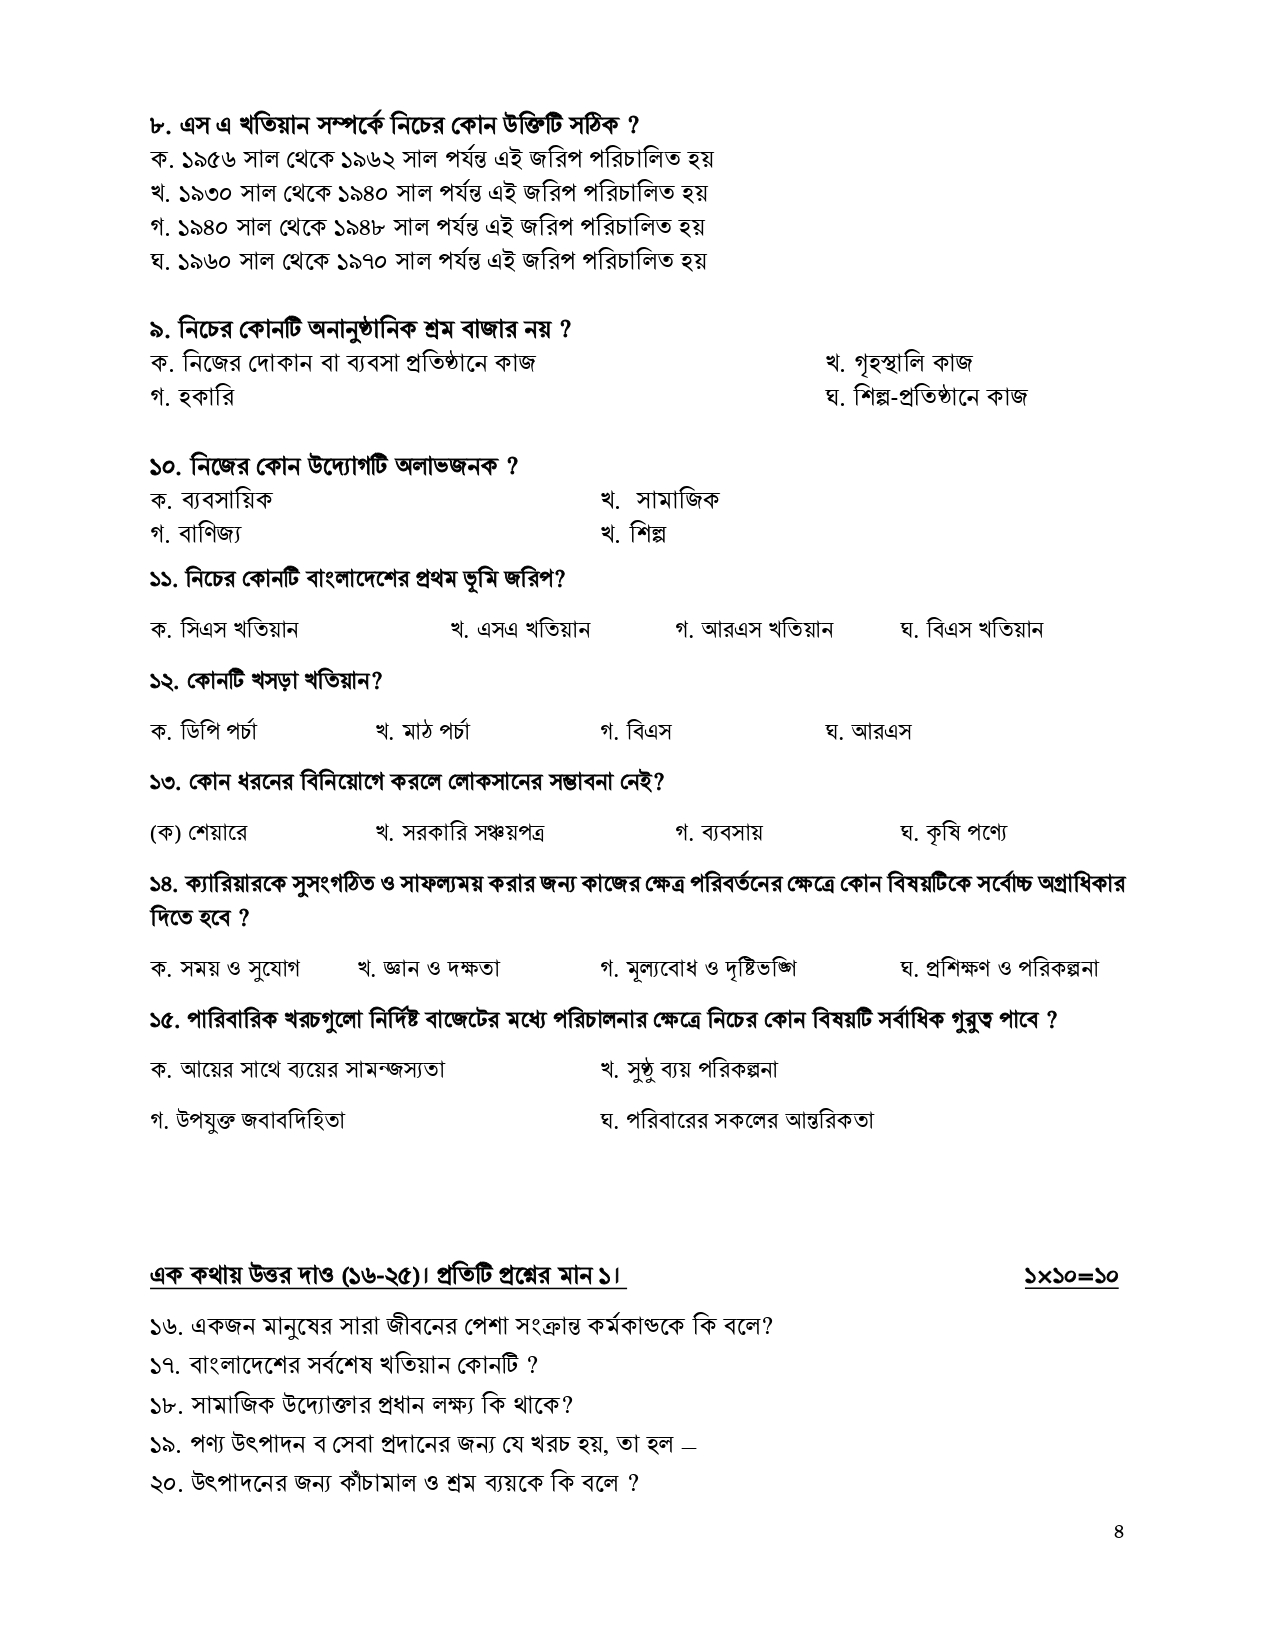 ৮. এস এ খতিয়ান সম্পর্কে নিচের কোন উক্তিটি সঠিক ?
ক. ১৯৫৬ সাল থেকে ১৯৬২ সাল পর্যন্ত এই জরিপ পরিচালিত হয়
খ. ১৯৩০ সাল থেকে ১৯৪০ সাল পর্যন্ত এই জরিপ পরিচালিত হয়
গ. ১৯৪০ সাল থেকে ১৯৪৮ সাল পর্যন্ত এই জরিপ পরিচালিত হয়
ঘ. ১৯৬০ সাল থেকে ১৯৭০ সাল পর্যন্ত এই জরিপ পরিচালিত হয়
৯. নিচের কোনটি অনানুষ্ঠানিক শ্রম বাজার নয় ?
ক. নিজের দোকান বা ব্যবসা প্রতিষ্ঠানে কাজ খ. গৃহস্থালি কাজ
গ. হকারি ঘ. শিল্প-প্রতিষ্ঠানে কাজ
১০. নিজের কোন উদ্যোগটি অলাভজনক ?
ক. ব্যবসায়িক খ. সামাজিক
গ. বাণিজ্য খ. শিল্প
১১. নিচের কোনটি বাংলাদেশের প্রথম ভূমি জরিপ?
ক. সিএস খতিয়ান খ. এসএ খতিয়ান গ. আরএস খতিয়ান ঘ. বিএস খতিয়ান
১২. কোনটি খসড়া খতিয়ান?
ক. ডিপি পর্চা খ. মাঠ পর্চা গ. বিএস ঘ. আরএস
১৩. কোন ধরনের বিনিয়োগে করলে লোকসানের সম্ভাবনা নেই?
(ক) শেয়ারে খ. সরকারি সঞ্চয়পত্র গ. ব্যবসায় ঘ. কৃষি পণ্যে
১৪. ক্যারিয়ারকে সুসংগঠিত ও সাফল্যময় করার জন্য কাজের ক্ষেত্র পরিবর্তনের ক্ষেত্রে কোন বিষয়টিকে সর্বোচ্চ অগ্রাধিকার
দিতে হবে ?
ক. সময় ও সুযোগ খ. জ্ঞান ও দক্ষতা গ. মূল্যবোধ ও দৃষ্টিভঙ্গি ঘ. প্রশিক্ষণ ও পরিকল্পনা
১৫. পারিবারিক খরচগুলো নির্দিষ্ট বাজেটের মধ্যে পরিচালনার ক্ষেত্রে নিচের কোন বিষয়টি সর্বাধিক গুরুত্ব পাবে ?
ক. আয়ের সাথে ব্যয়ের সামন্জস্যতা খ. সুষ্ঠু ব্যয় পরিকল্পনা
গ. উপযুক্ত জবাবদিহিতা ঘ. পরিবারের সকলের আন্তরিকতা
এক কথায় উত্তর দাও (১৬-২৫)। প্রতিটি প্রশ্নের মান ১। ১×১০=১০
১৬. একজন মানুষের সারা জীবনের পেশা সংক্রান্ত কর্মকান্ডকে কি বলে?
১৭. বাংলাদেশের সর্বশেষ খতিয়ান কোনটি ?
১৮. সামাজিক উদ্যোক্তার প্রধান লক্ষ্য কি থাকে?
১৯. পণ্য উৎপাদন ব সেবা প্রদানের জন্য যে খরচ হয়, তা হল –
২০. উৎপাদনের জন্য কাঁচামাল ও শ্রম ব্যয়কে কি বলে ?
8